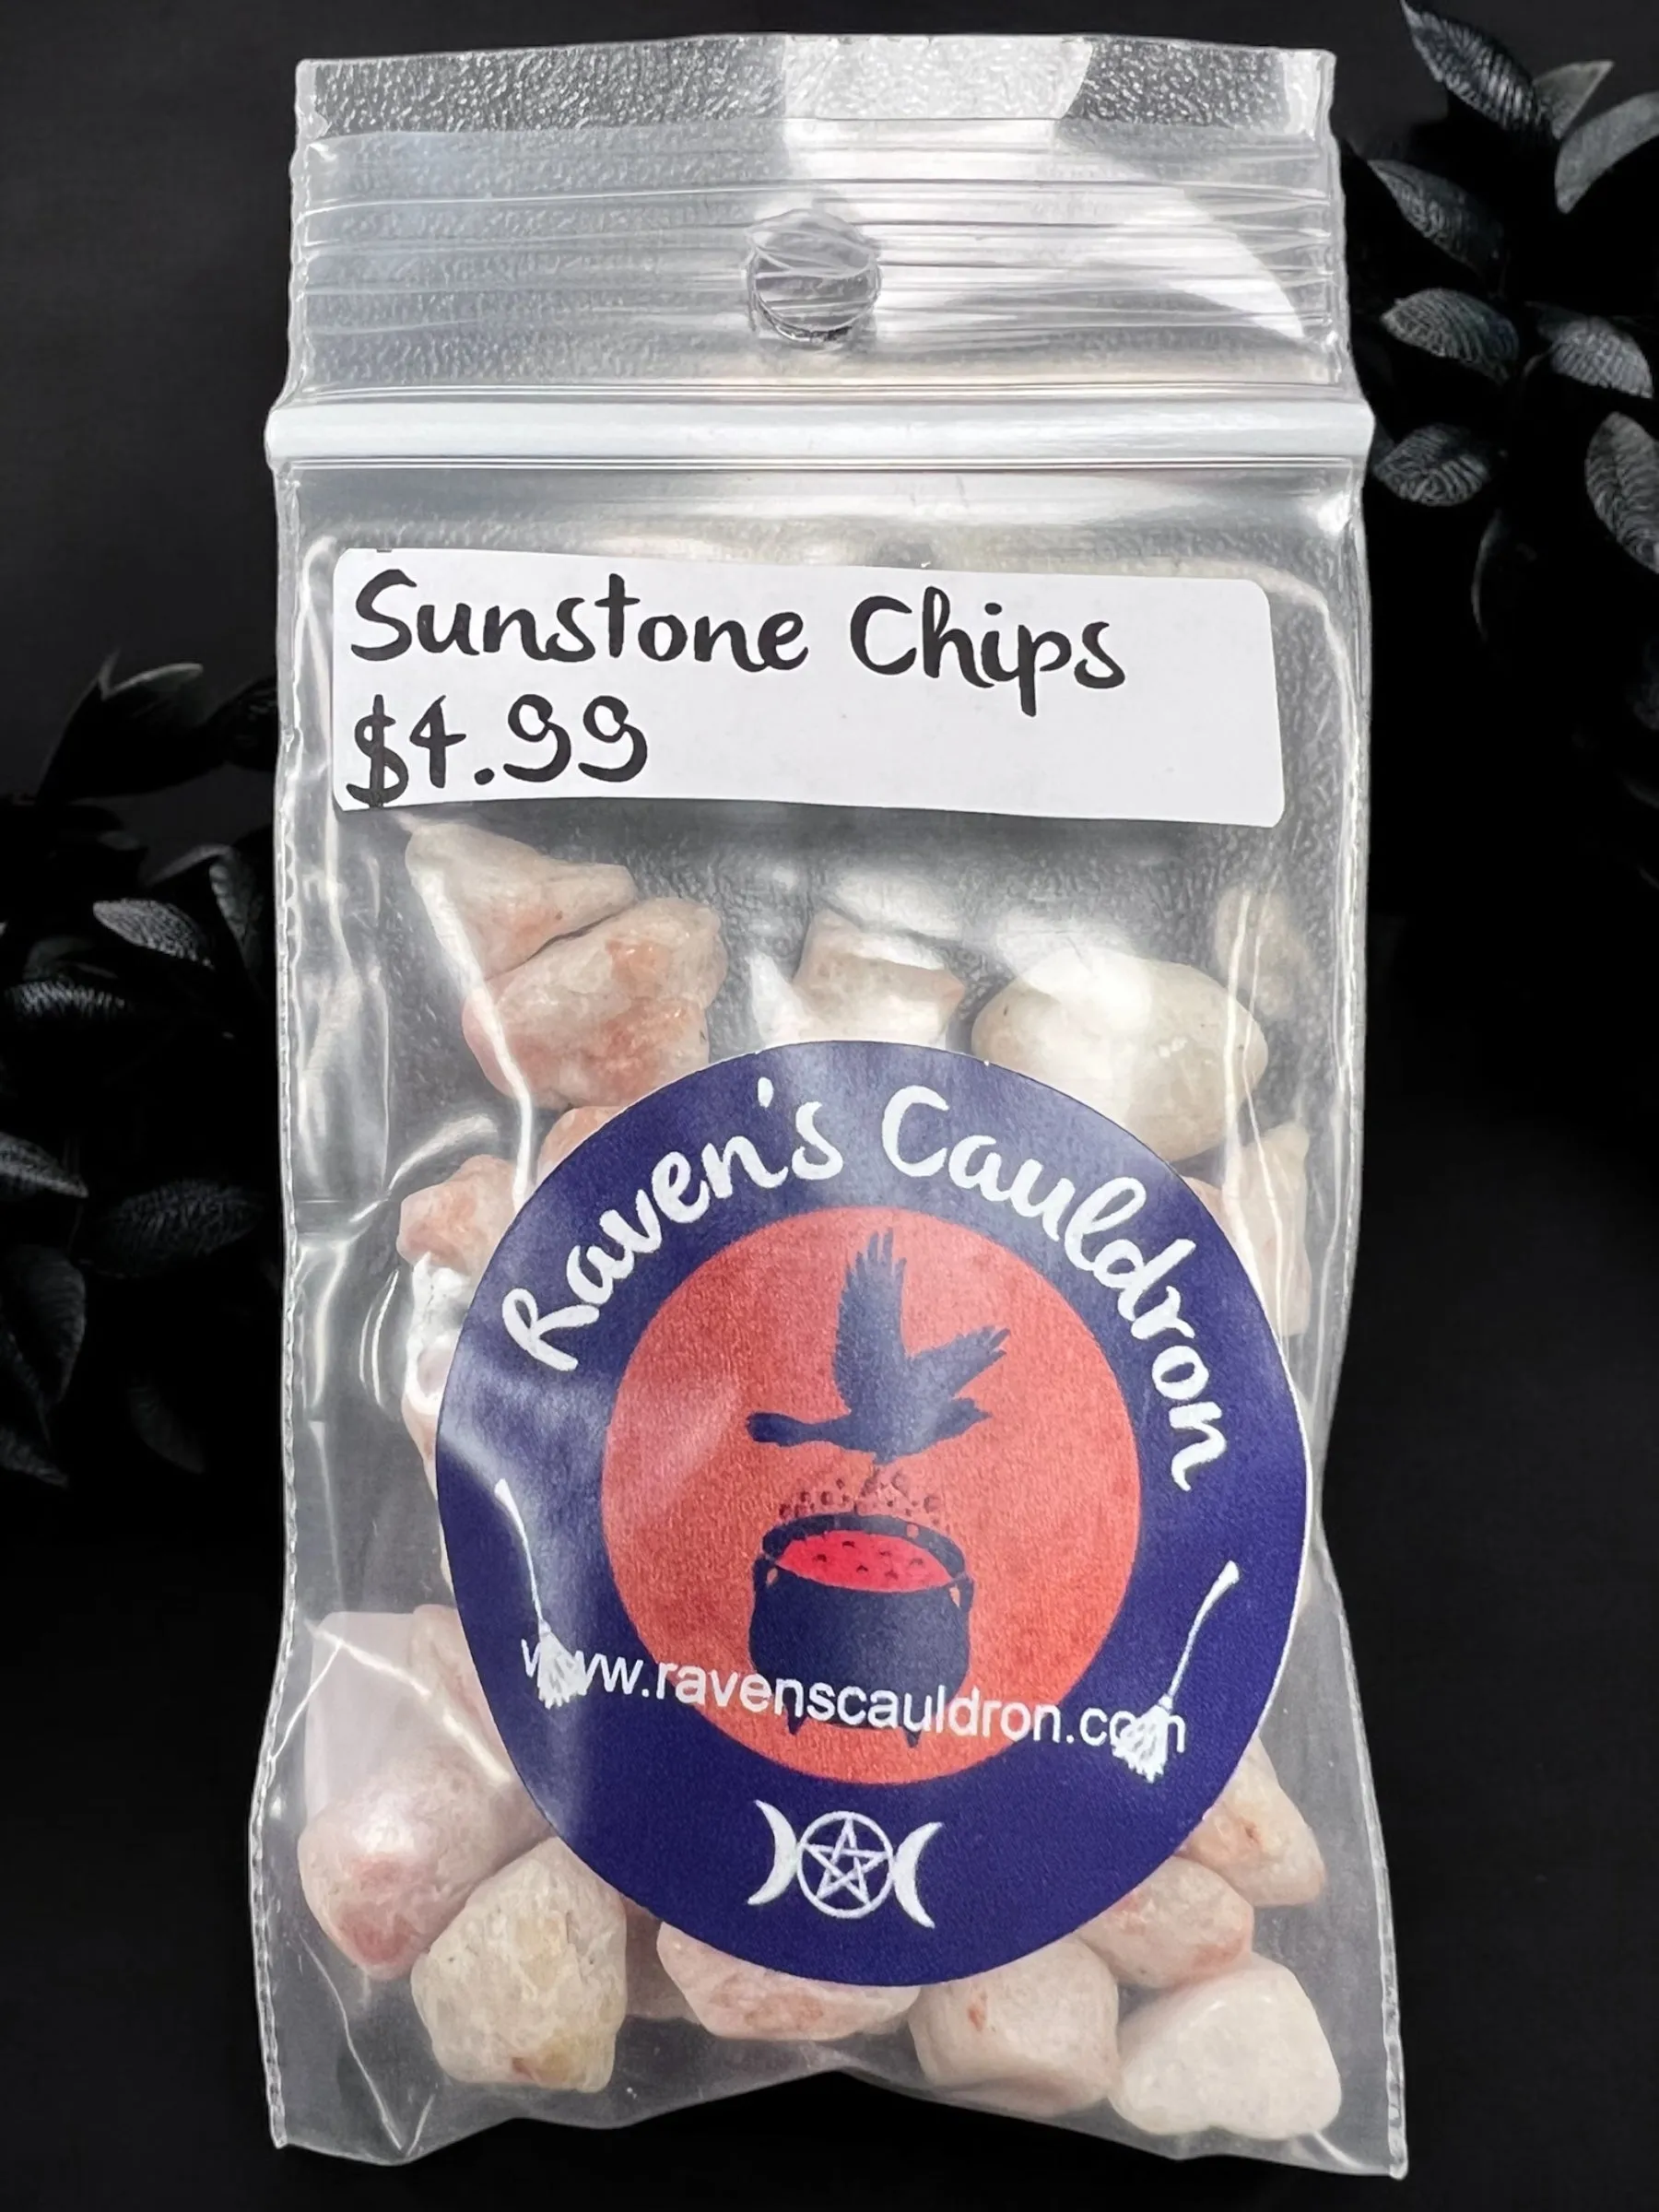 Sunstone Chips
$4.99
Raven's Cauldron
www.ravenscauldron.com